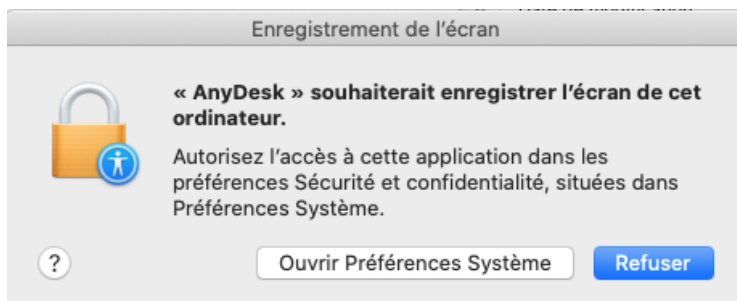 Enregistrement de l’écran
« AnyDesk » souhaiterait enregistrer l’écran de cet
ordinateur.
Autorisez l’accès à cette application dans les
préférences Sécurité et confidentialité, situées dans
Préférences Système.
?
Ouvrir Préférences Système
Refuser